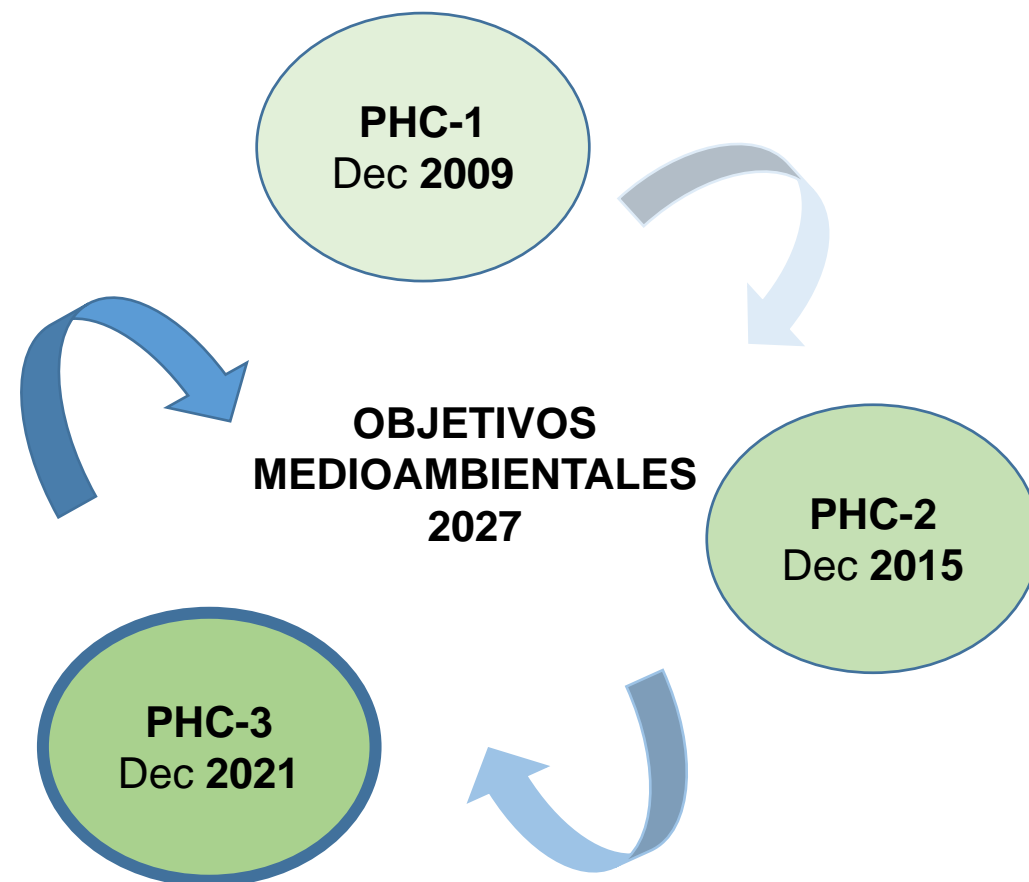 PHC-1
Dec 2009
OBJETIVOS
MEDIOAMBIENTALES
2027
PHC-2
Dec 2015
PHC-3
Dec 2021